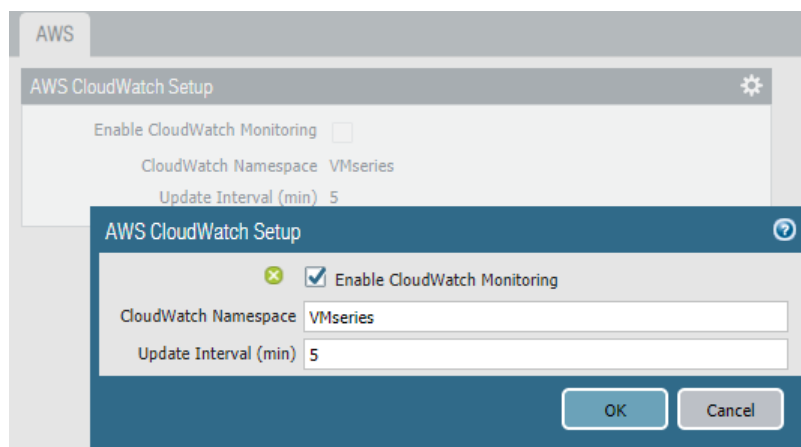 AWS
AWS CloudWatch Setup
Enable CloudWatch Monitoring
CloudWatch Namespace VMseries
Update Interval (min) 5
AWS CloudWatch Setup
Enable CloudWatch Monitoring
CloudWatch Namespace VMseries
Update Interval (min) 5
OK Cancel